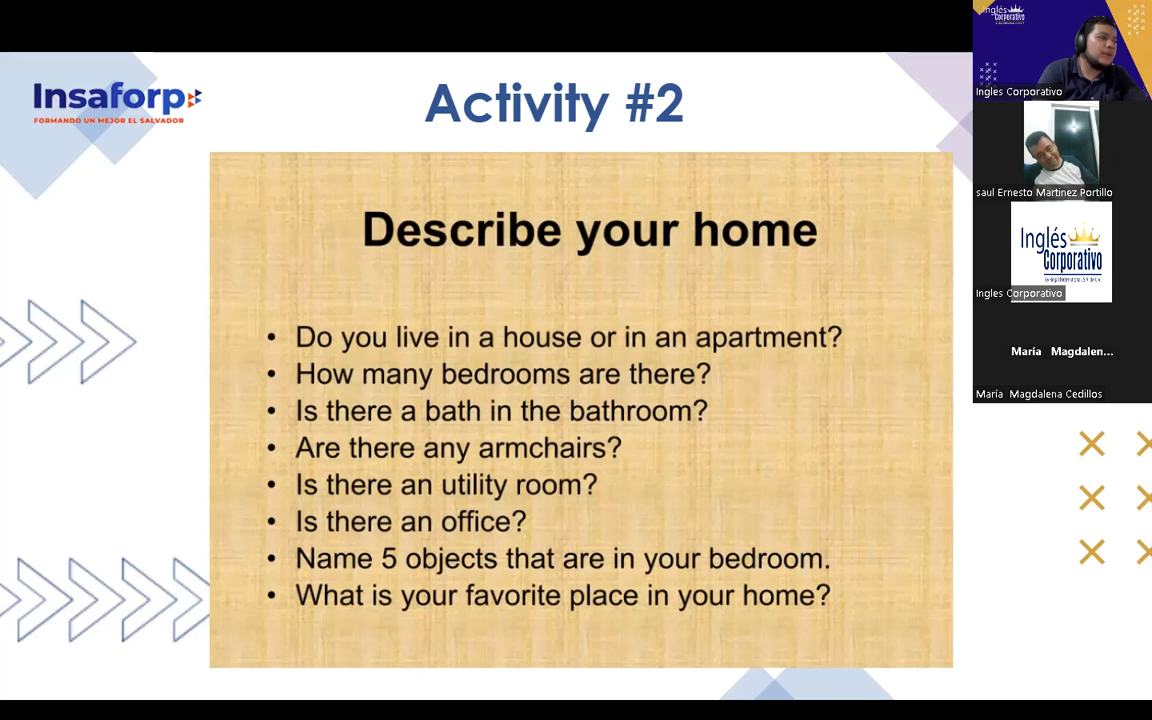 Insaforp
FORMANDO UN MEJOR EL SALVADOR
Activity #2
Describe your home
• Do you live in a house or in an apartment?
• How many bedrooms are there?
• Is there a bath in the bathroom?
• Are there any armchairs?
• Is there an utility room?
• Is there an office?
• Name 5 objects that are in your bedroom.
• What is your favorite place in your home?
Inglés
Corporativo
Ingles Corporativo
saul Ernesto Martinez Portillo
Inglés
Corporativo
Ingles Corporativo
María Magdalen...
María Magdalena Cedillos